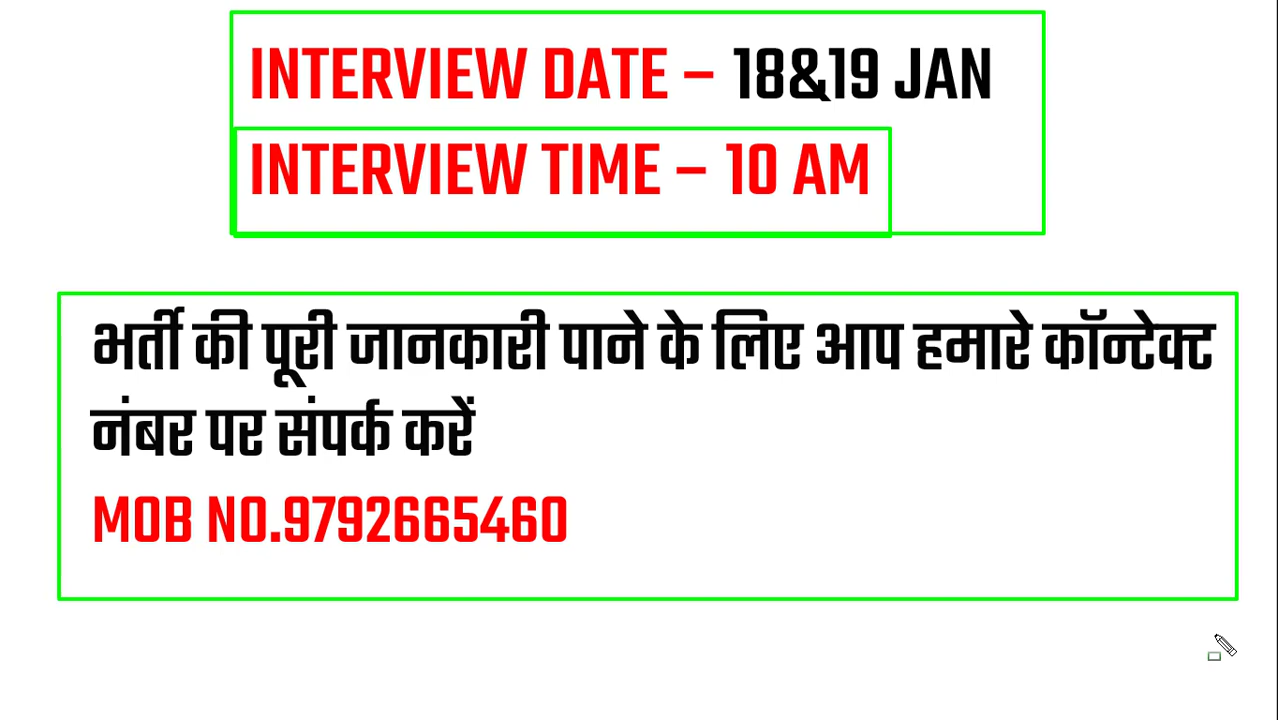 INTERVIEW DATE – 18&19 JAN
INTERVIEW TIME – 10 AM
भर्ती की पूरी जानकारी पाने के लिए आप हमारे कॉन्टेक्ट
नंबर पर संपर्क करें
MOB NO.9792665460